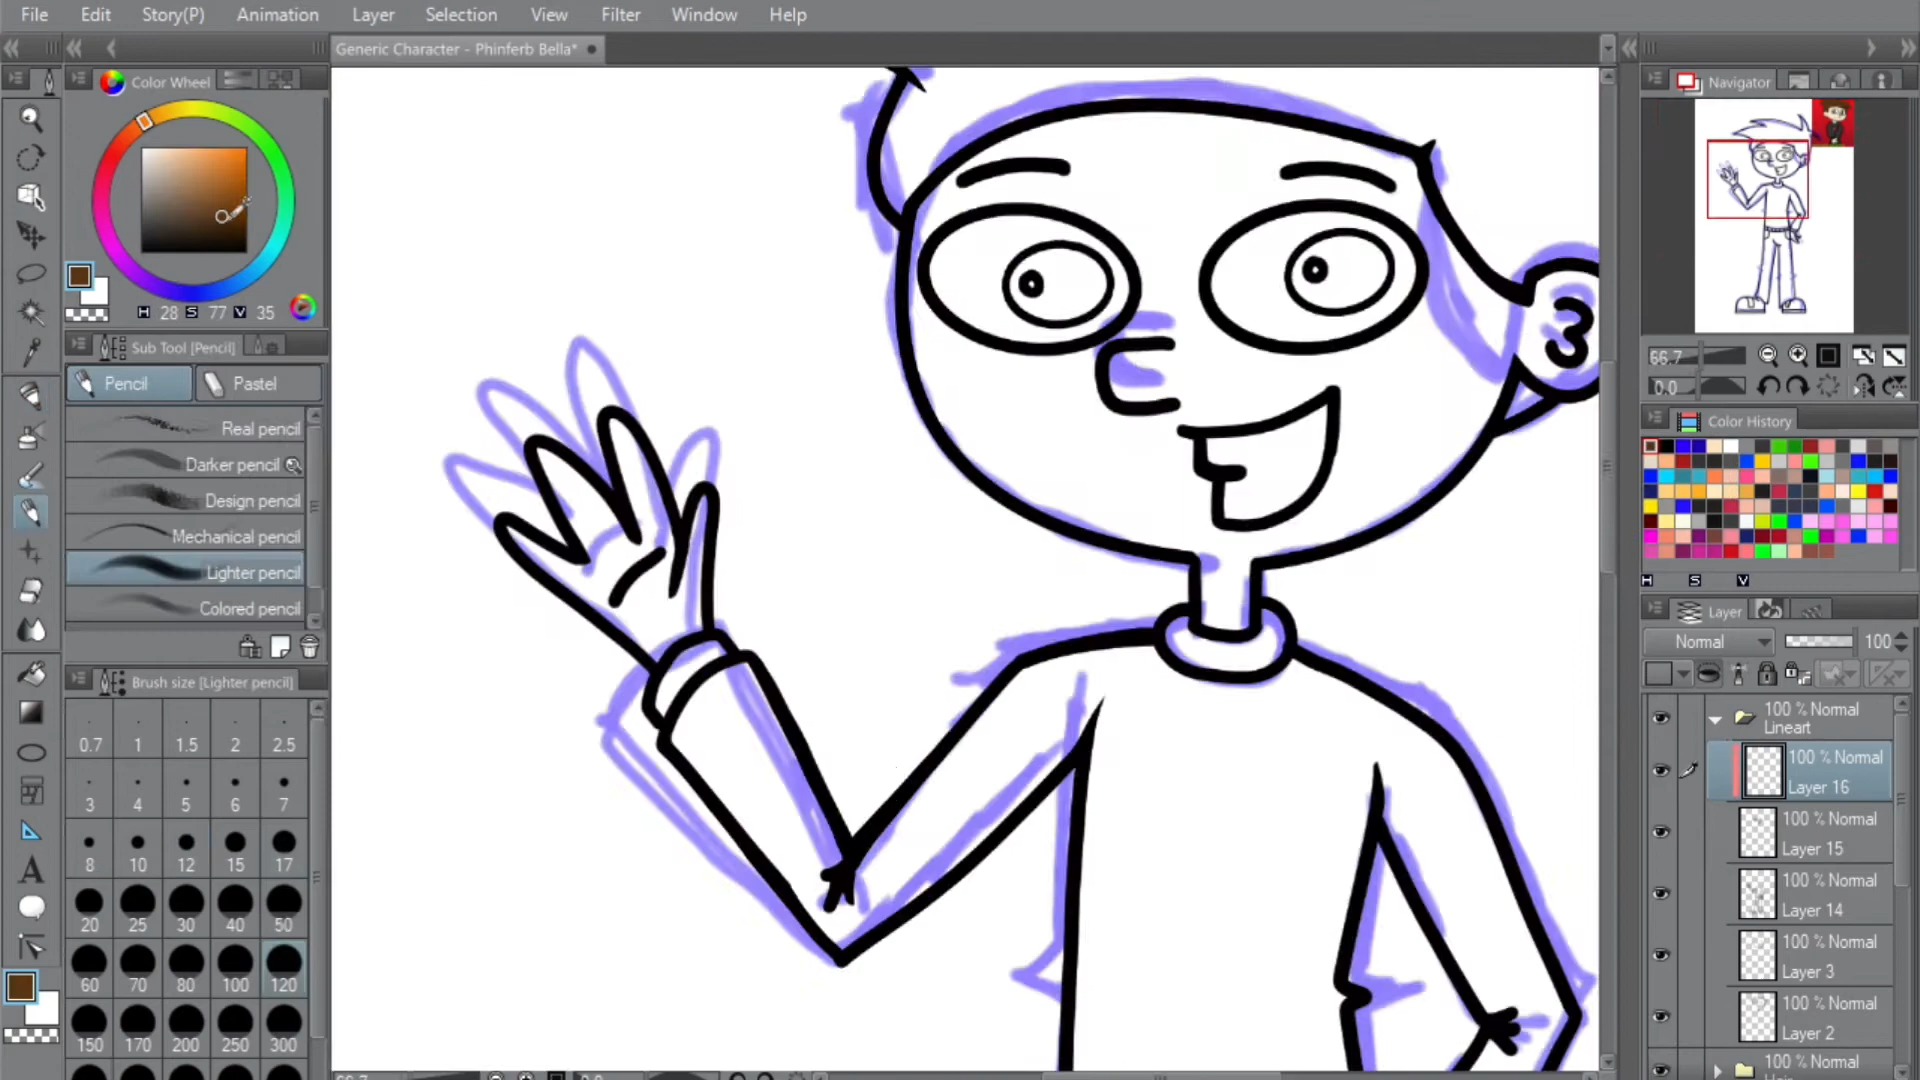 File Edit Story(P) Animation Layer Selection View Filter Window Help
Generic Character - Phinferb Bella*
Color Wheel
Navigator
H 28 S 77 V 35
Sub Tool [Pencil]
Pencil Pastel
Real pencil
Darker pencil
Design pencil
Mechanical pencil
Lighter pencil
Colored pencil
Brush size [Lighter pencil]
0.7 1 1.5 2 2.5
3 4 5 6 7
8 10 12 15 17
20 25 30 40 50
60 70 80 100 120
150 170 200 250 300
66.7
0.0
Color History
H S V
Layer
Normal 100
100 % Normal
Lineart
100 % Normal
Layer 16
100 % Normal
Layer 15
100 % Normal
Layer 14
100 % Normal
Layer 3
100 % Normal
Layer 2
100 % Normal